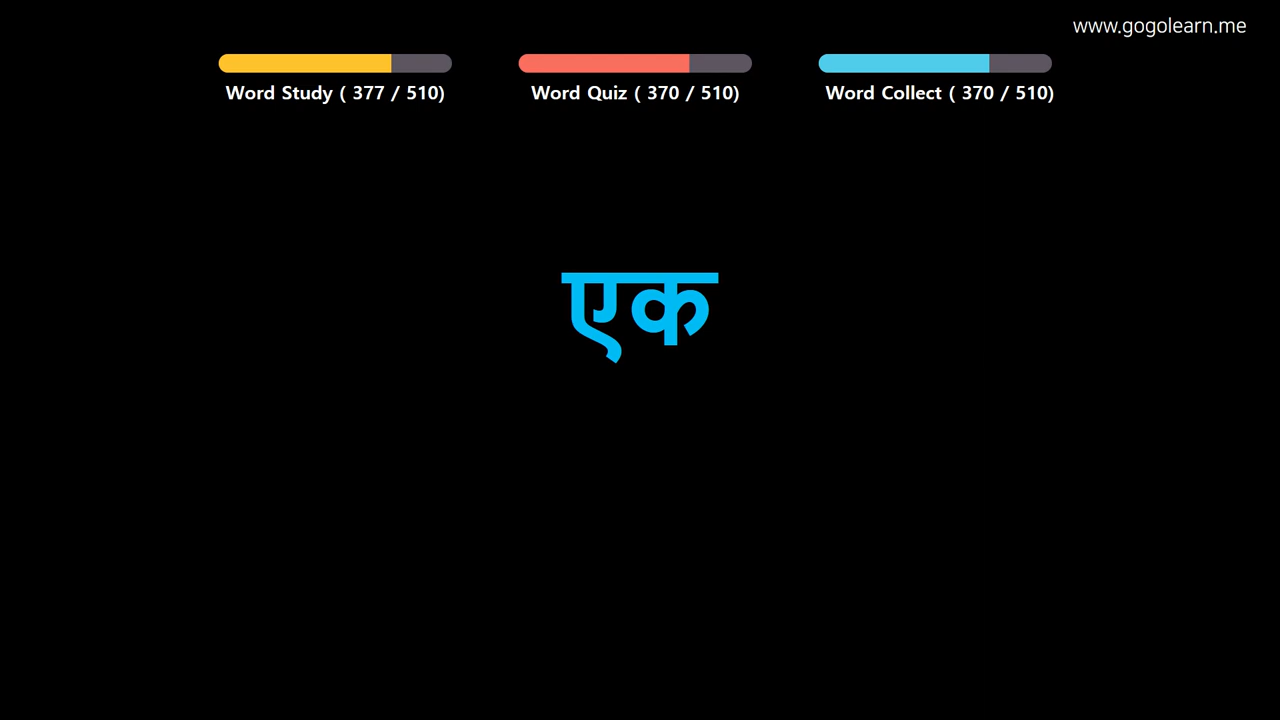 www.gogolearn.me
Word Study ( 377 / 510)
Word Quiz ( 370 / 510)
Word Collect ( 370 / 510)
एक